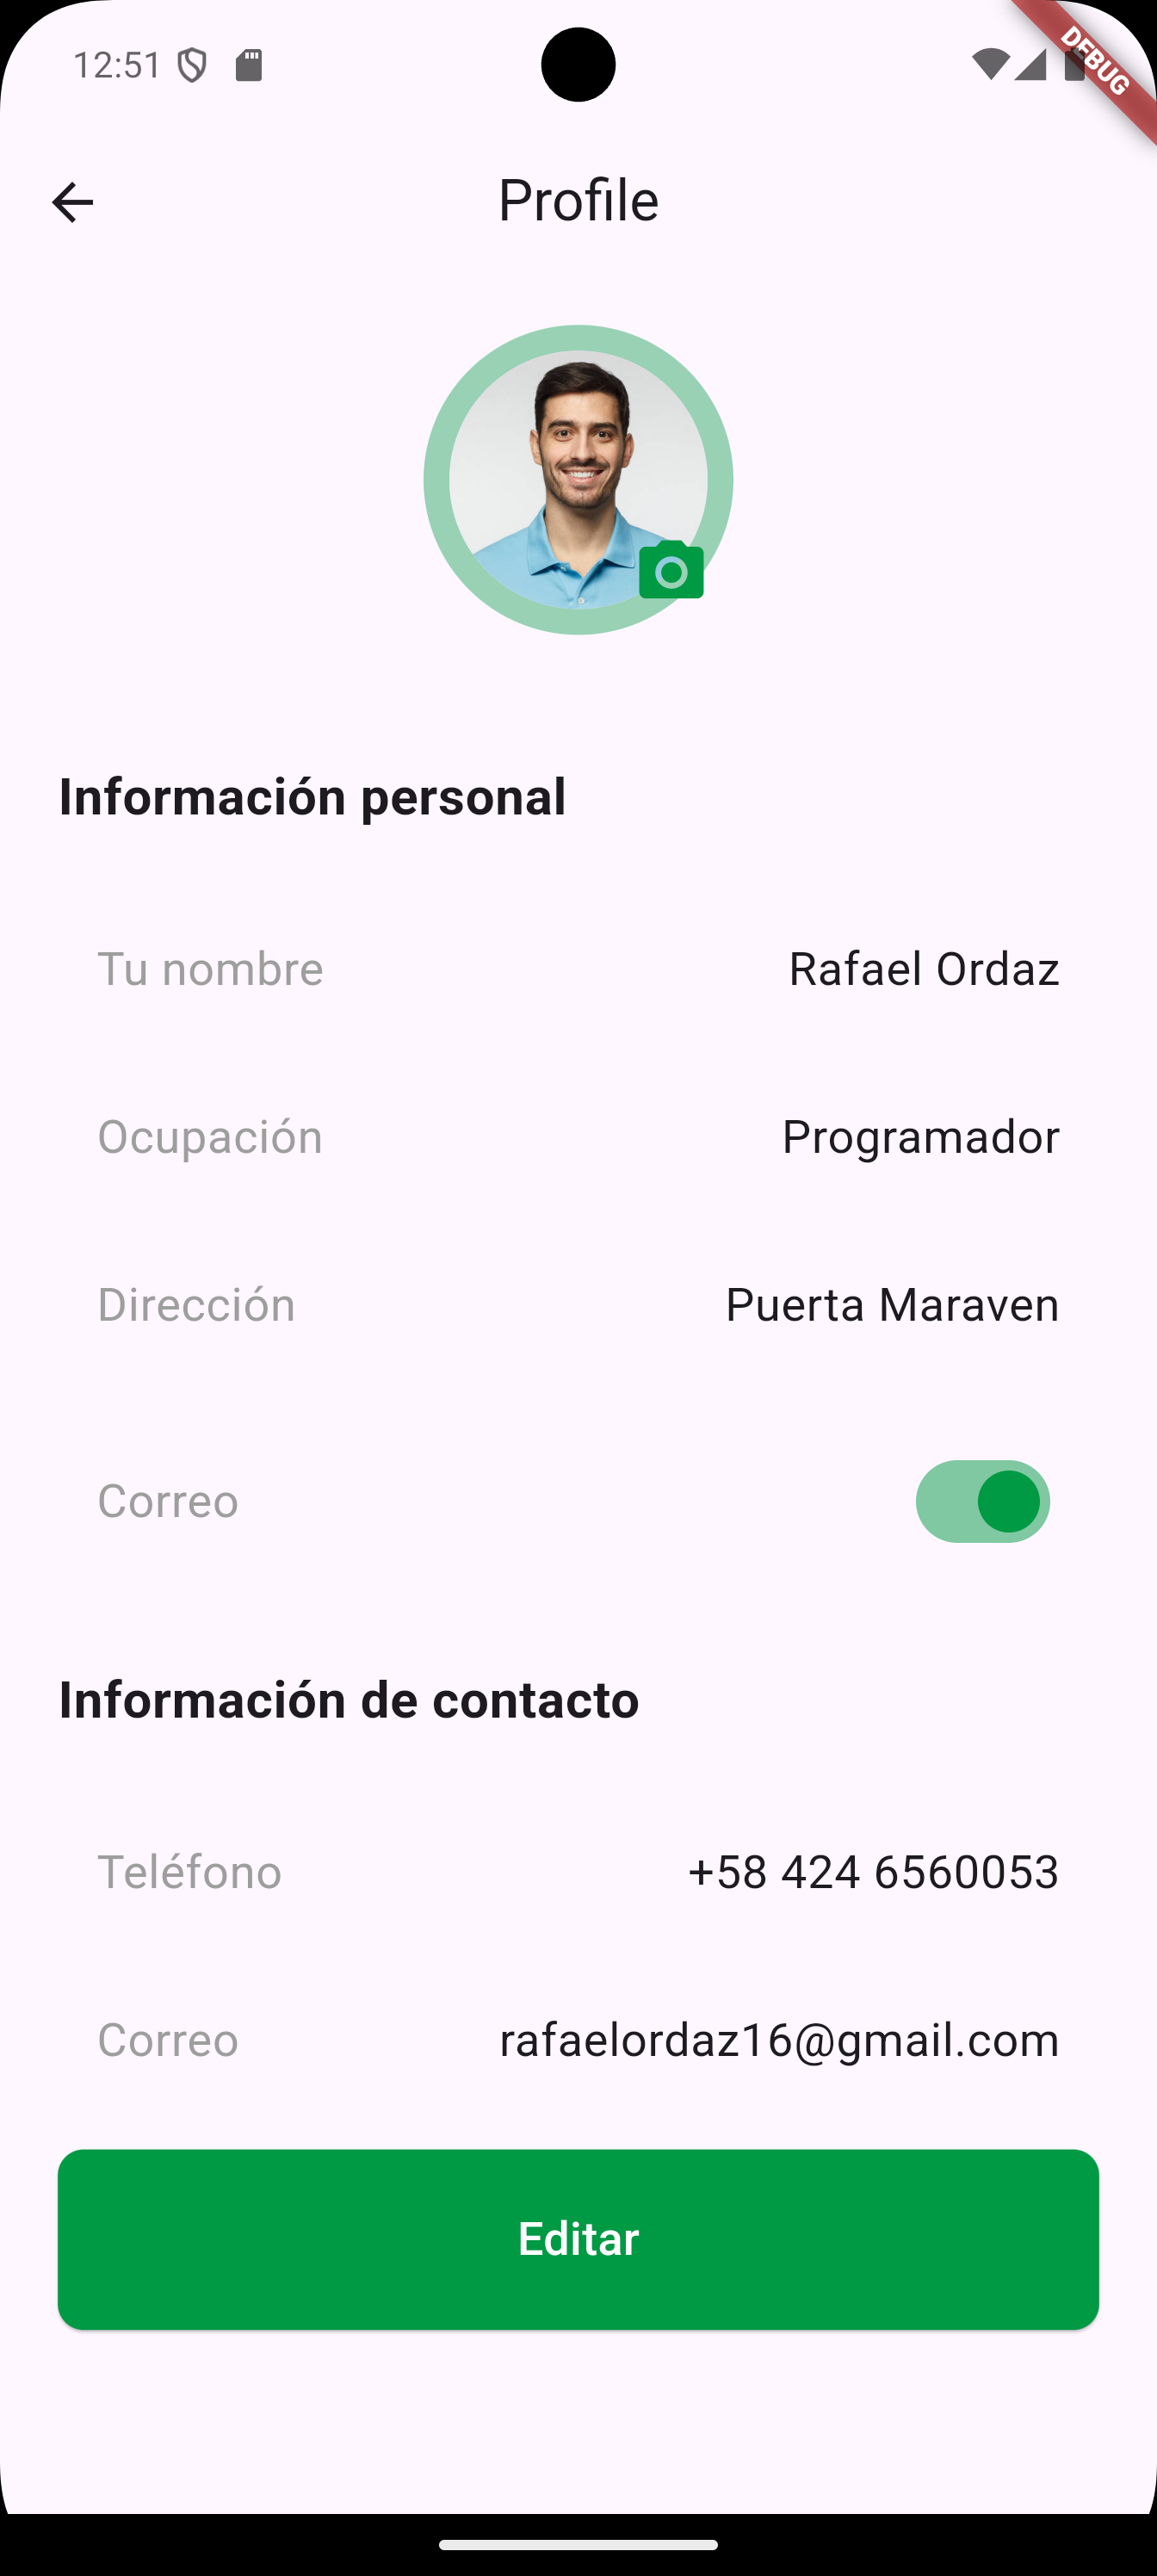 12:51
DEBUG
Profile
Información personal
Tu nombre Rafael Ordaz
Ocupación Programador
Dirección Puerta Maraven
Correo
Información de contacto
Teléfono +58 424 6560053
Correo rafaelordaz16@gmail.com
Editar